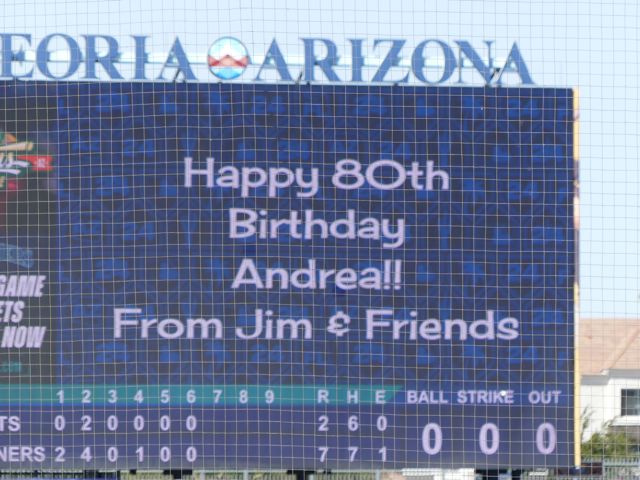 EORIA ARIZONA
Happy 80th
Birthday
Andrea!!
From Jim & Friends
GAME
ETS
NOW
1 2 3 4 5 6 7 8 9 R H E BALL STRIKE OUT
TS 0 2 0 0 0 0 2 6 0
NERS 2 4 0 1 0 0 7 7 1
0 0 0